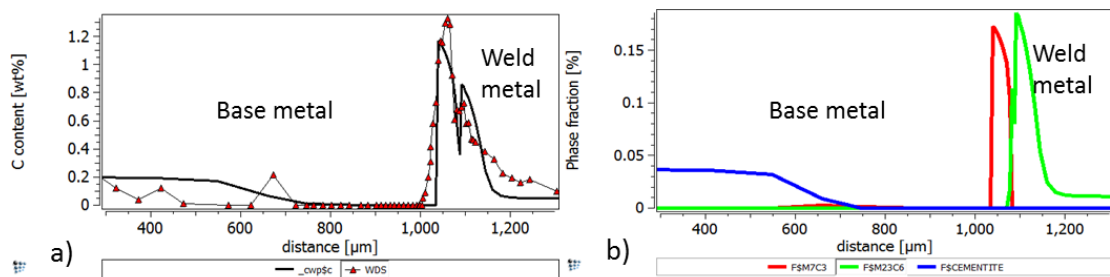 C content [wt%]
1.2
1
0.8
0.6
0.4
0.2
0
Base metal
Weld
metal
400
600
800
1,000
1,200
distance [µm]
a)
_cwp$c
WDS
Phase fraction [%]
0.15
0.1
0.05
0
Base metal
Weld
metal
400
600
800
1,000
1,200
distance [µm]
b)
F$M7C3
F$M23C6
F$CEMENTITE